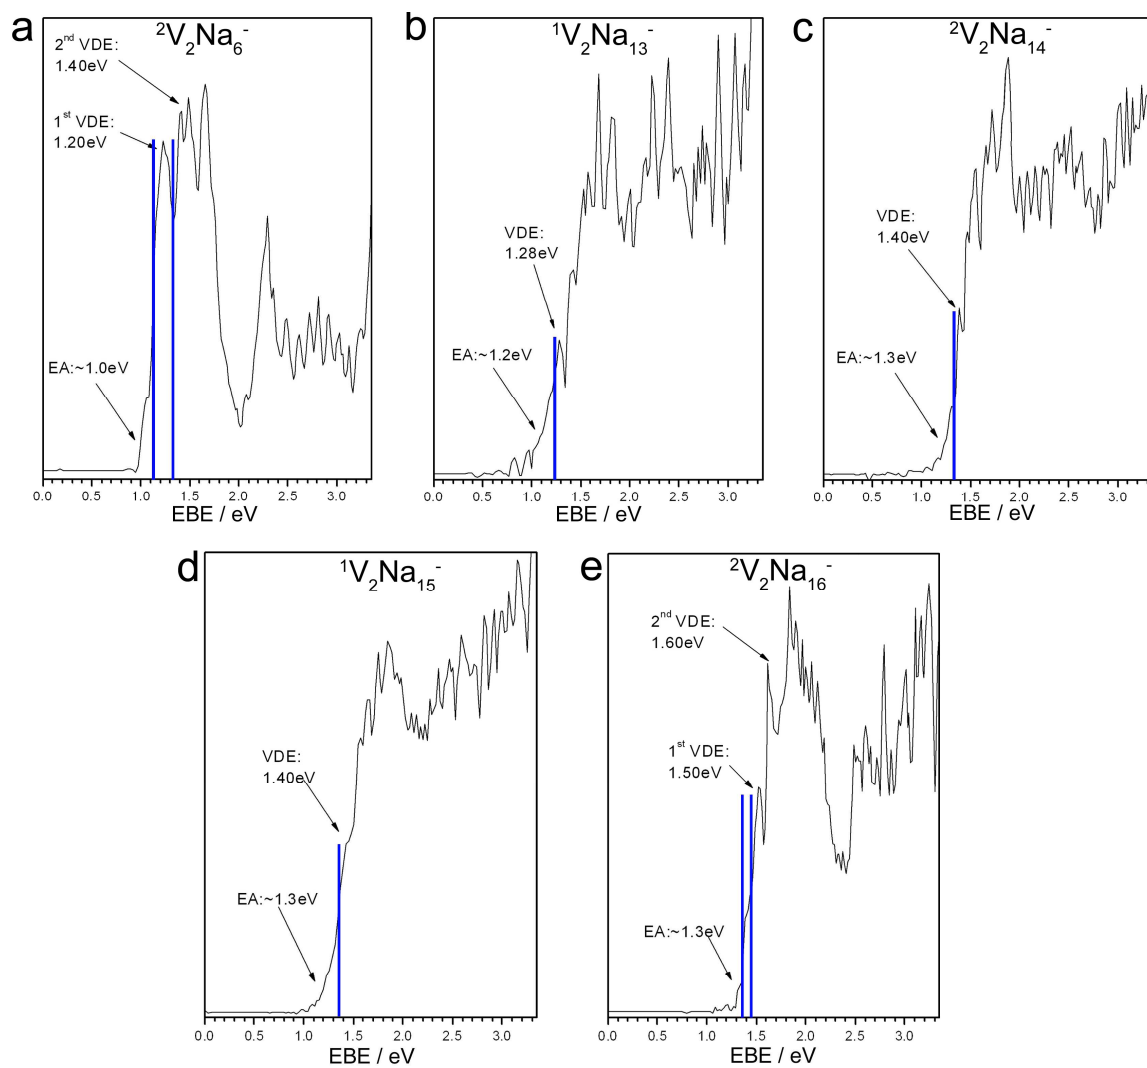 a
²V₂Na₆⁻
2nd VDE:
1.40eV
1st VDE:
1.20eV
EA:~1.0eV
0.0 0.5 1.0 1.5 2.0 2.5 3.0
EBE / eV
b
¹V₂Na₁₃⁻
VDE:
1.28eV
EA:~1.2eV
0.0 0.5 1.0 1.5 2.0 2.5 3.0
EBE / eV
c
²V₂Na₁₄⁻
VDE:
1.40eV
EA:~1.3eV
0.0 0.5 1.0 1.5 2.0 2.5 3.0
EBE / eV
d
¹V₂Na₁₅⁻
VDE:
1.40eV
EA:~1.3eV
0.0 0.5 1.0 1.5 2.0 2.5 3.0
EBE / eV
e
²V₂Na₁₆⁻
2nd VDE:
1.60eV
1st VDE:
1.50eV
EA:~1.3eV
0.0 0.5 1.0 1.5 2.0 2.5 3.0
EBE / eV